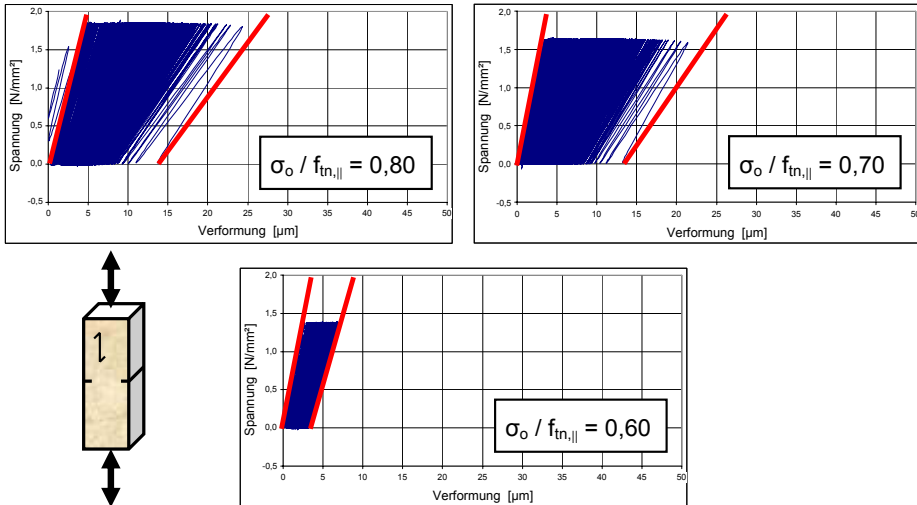 2,0
1,5
1,0
0,5
0,0
-0,5
0 5 10 15 20 25 30 35 40 45 50
Spannung [N/mm²]
Verformung [µm]
σo / ftn,|| = 0,80
2,0
1,5
1,0
0,5
0,0
-0,5
0 5 10 15 20 25 30 35 40 45 50
Spannung [N/mm²]
Verformung [µm]
σo / ftn,|| = 0,70
2,0
1,5
1,0
0,5
0,0
-0,5
0 5 10 15 20 25 30 35 40 45 50
Spannung [N/mm²]
Verformung [µm]
σo / ftn,|| = 0,60